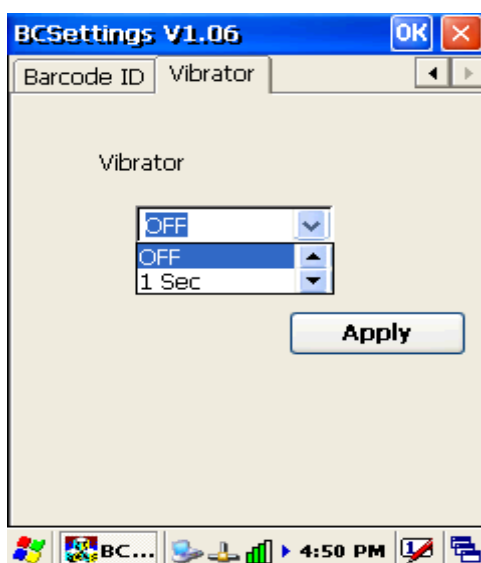 BCSettings V1.06 OK
Barcode ID Vibrator
Vibrator
OFF
OFF
1 Sec
Apply
BC... 4:50 PM